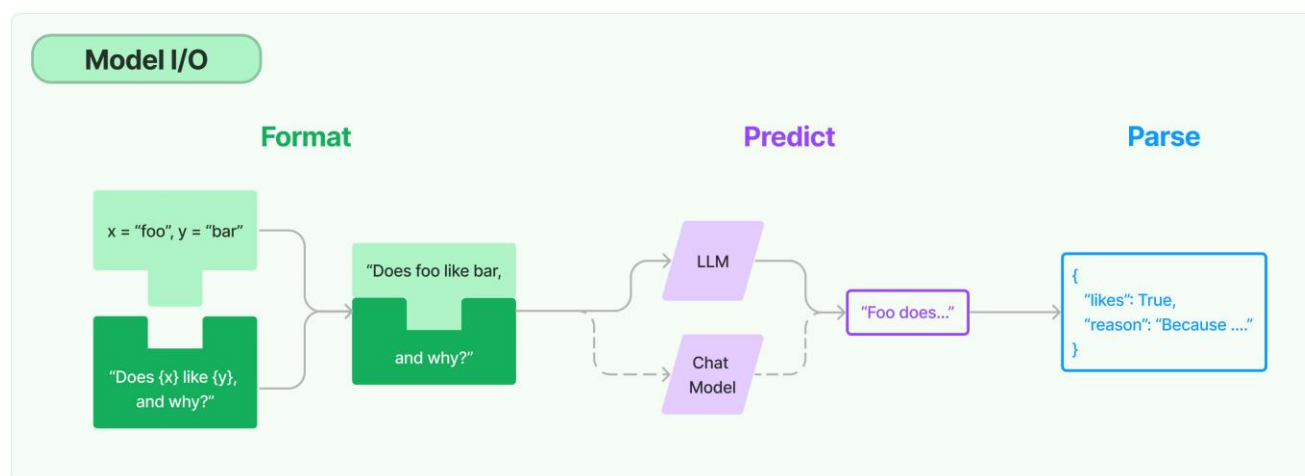 Model I/O
Format
Predict
Parse
x = “foo”, y = “bar”
“Does {x} like {y},
and why?”
“Does foo like bar,
and why?”
LLM
Chat
Model
“Foo does...”
{
“likes”: True,
“reason”: “Because ....”
}